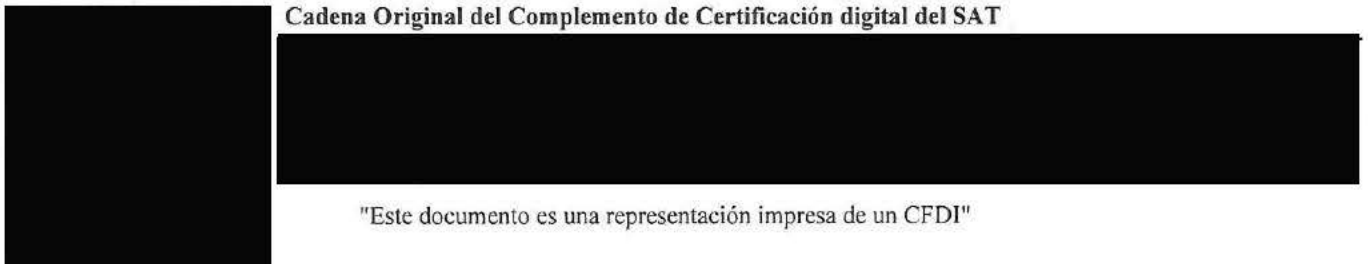 Cadena Original del Complemento de Certificación digital del SAT
"Este documento es una representación impresa de un CFDI"